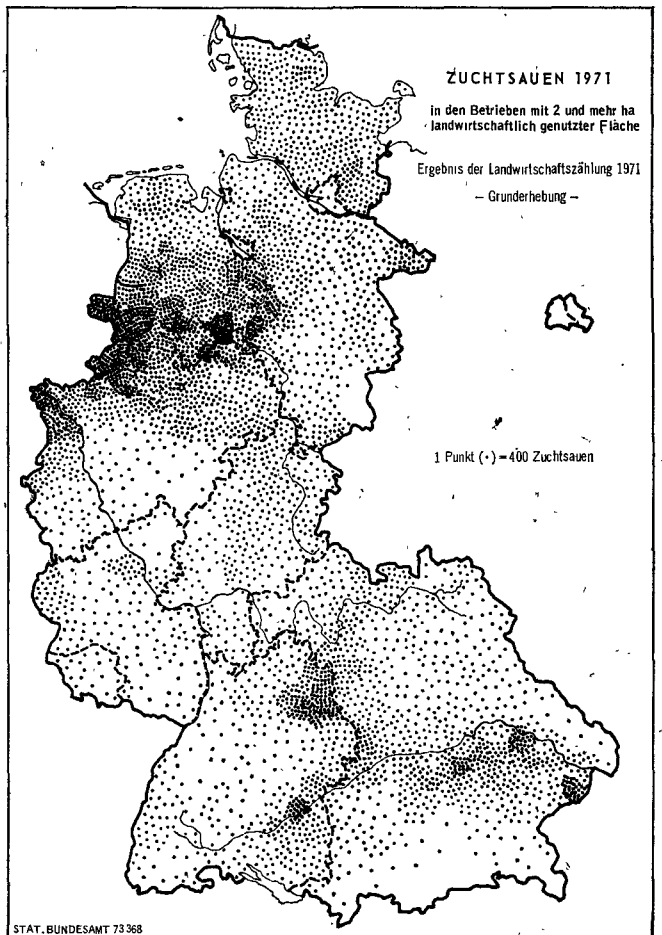 ZUCHTSAUEN 1971
in den Betrieben mit 2 und mehr ha
landwirtschaftlich genutzter Fläche
Ergebnis der Landwirtschaftszählung 1971
– Grunderhebung –
1 Punkt (•) = 400 Zuchtsauen
STAT. BUNDESAMT 73 368